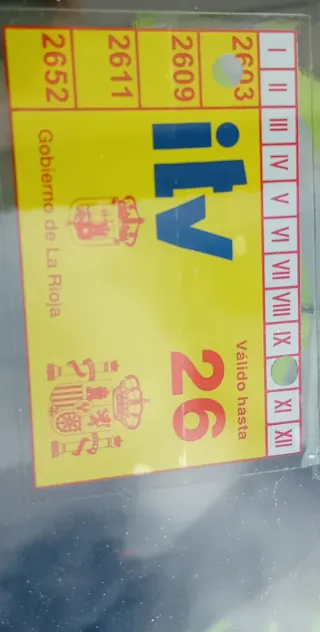 I II III IV V VI VII VIII IX XI XII
2603
2609
2611
2652
itv
Válido hasta
26
Gobierno de La Rioja